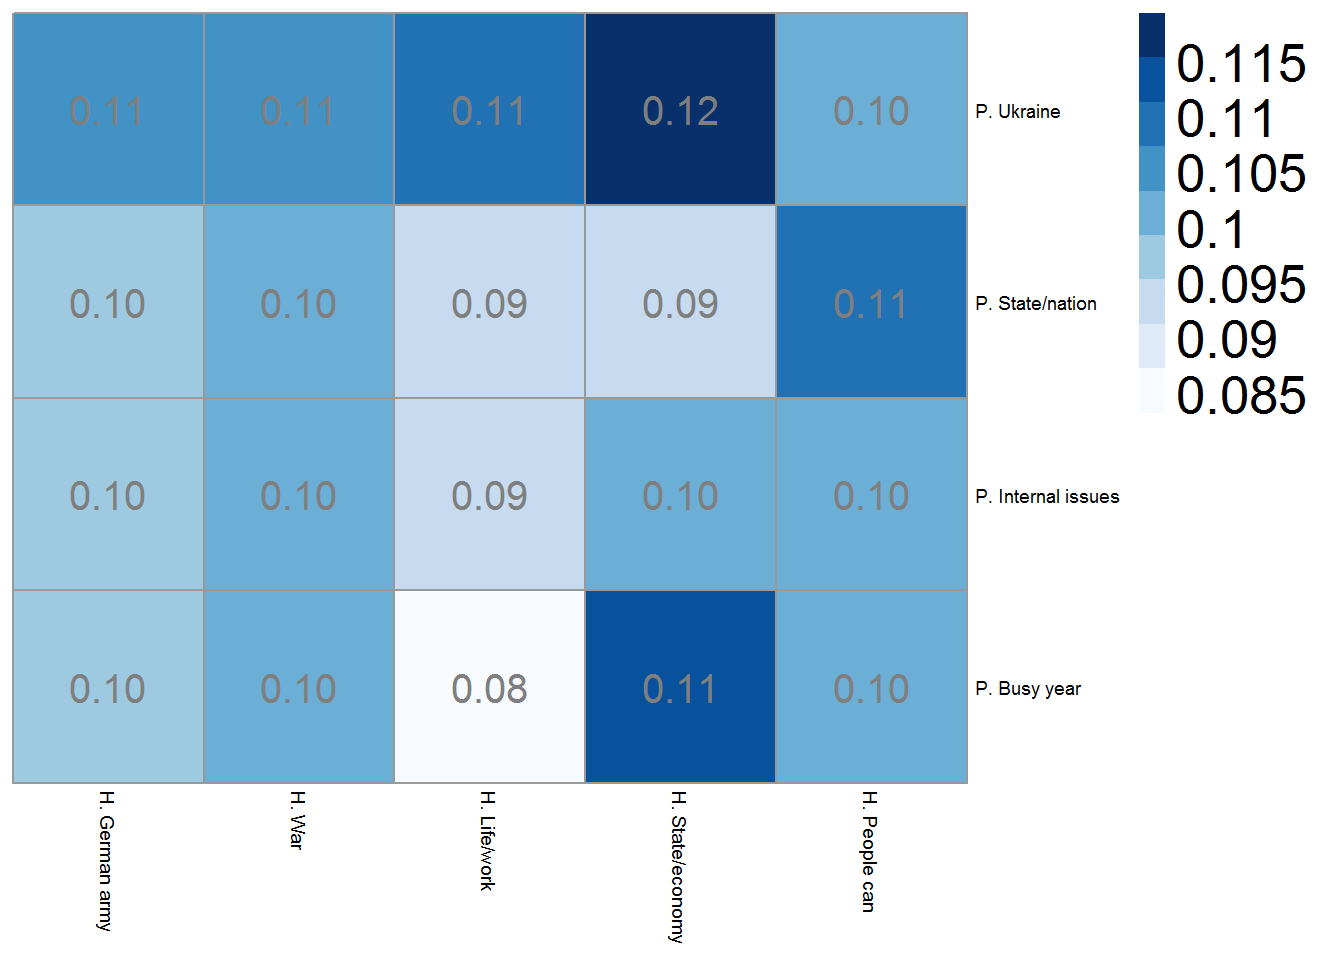 0.11 0.11 0.11 0.12 0.10 P. Ukraine
0.10 0.10 0.09 0.09 0.11 P. State/nation
0.10 0.10 0.09 0.10 0.10 P. Internal issues
0.10 0.10 0.08 0.11 0.10 P. Busy year
H. German army
H. War
H. Life/work
H. State/economy
H. People can
0.115
0.11
0.105
0.1
0.095
0.09
0.085